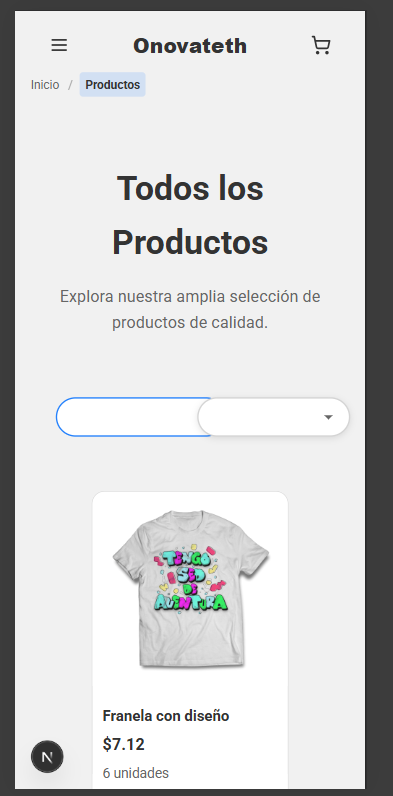 Onovateth
Inicio / Productos
Todos los
Productos
Explora nuestra amplia selección de
productos de calidad.
TENGO
SED
DE
AVENTURA
Franela con diseño
$7.12
6 unidades
N